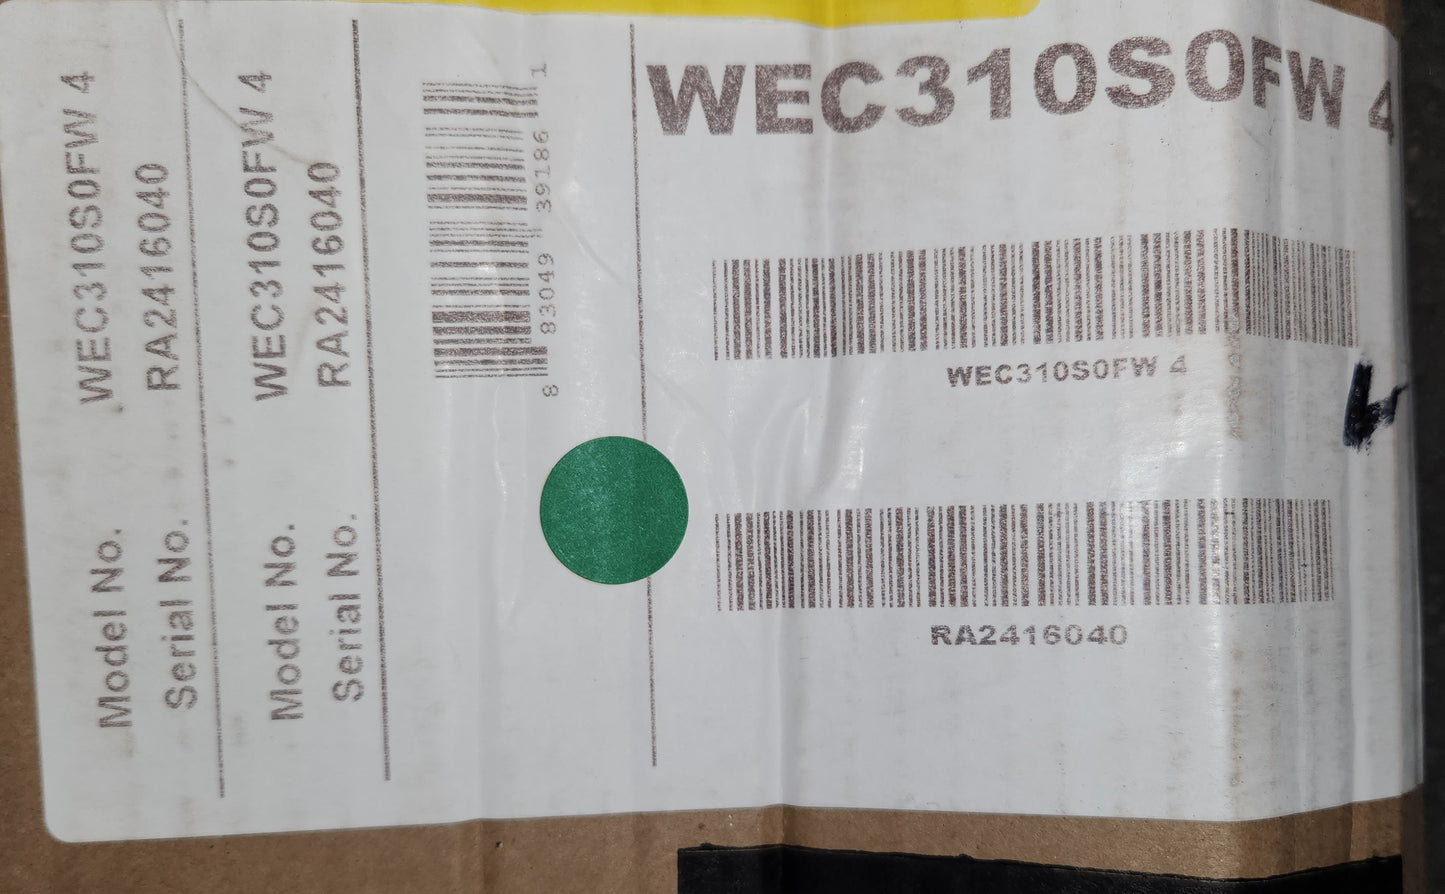 WEC310S0FW 4
WEC310S0FW 4
RA2416040
Model No. WEC310S0FW 4
Serial No. RA2416040
Model No. WEC310S0FW 4
Serial No. RA2416040
8 83049 39186 1